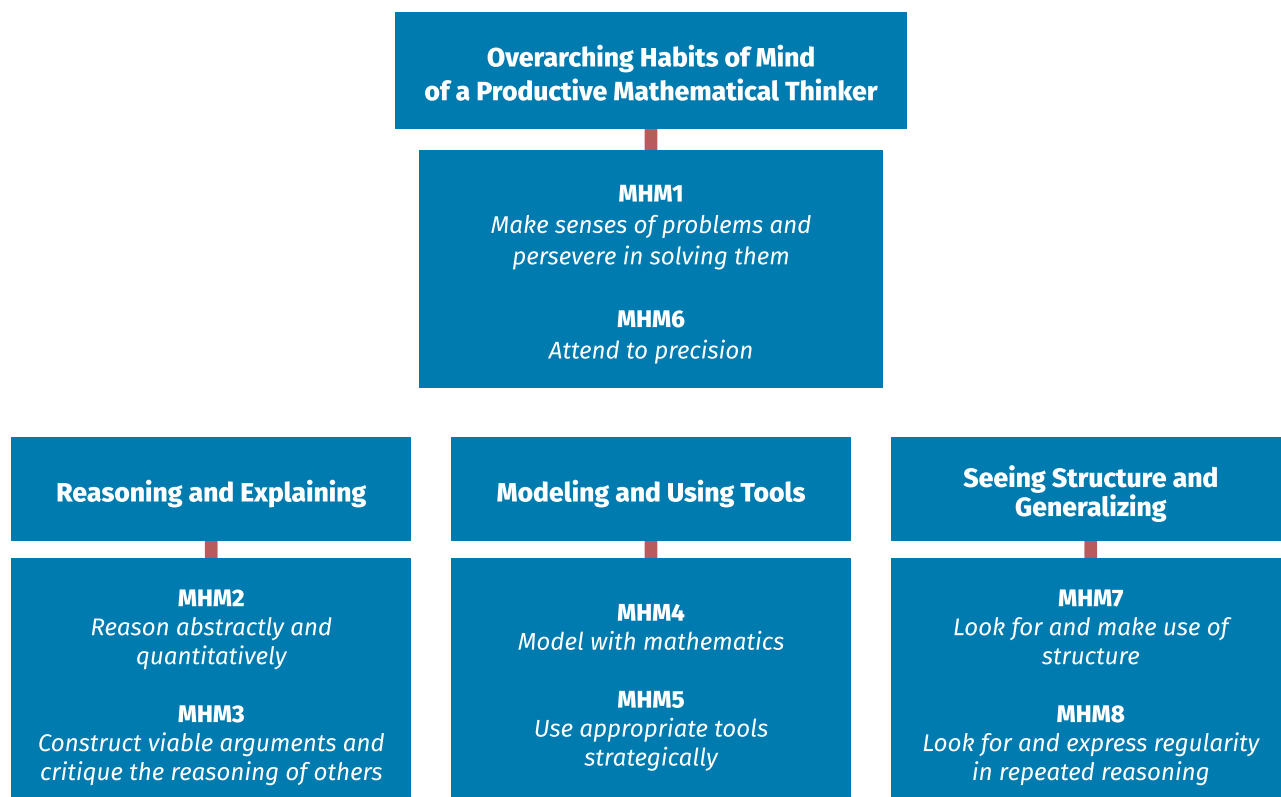 Overarching Habits of Mind
of a Productive Mathematical Thinker
MHM1
Make senses of problems and
persevere in solving them
MHM6
Attend to precision
Reasoning and Explaining
MHM2
Reason abstractly and
quantitatively
MHM3
Construct viable arguments and
critique the reasoning of others
Modeling and Using Tools
MHM4
Model with mathematics
MHM5
Use appropriate tools
strategically
Seeing Structure and
Generalizing
MHM7
Look for and make use of
structure
MHM8
Look for and express regularity
in repeated reasoning